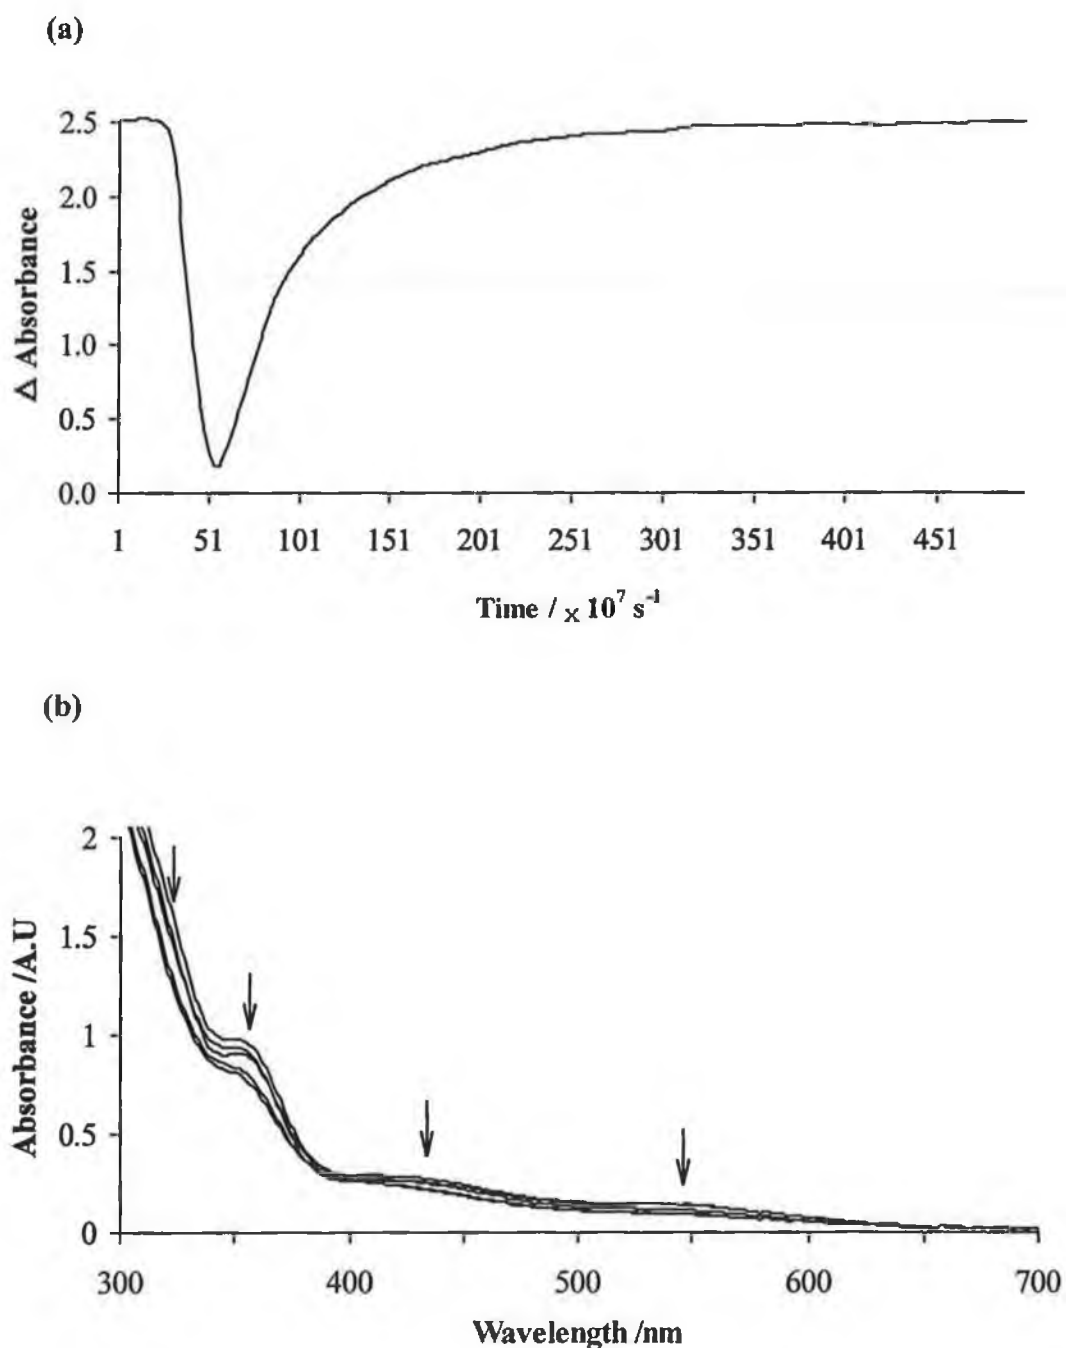 (a)
2.5
2.0
1.5
1.0
0.5
0.0
Δ Absorbance
1 51 101 151 201 251 301 351 401 451
Time / x 10⁷ s⁻¹
(b)
2
1.5
1
0.5
0
Absorbance /A.U
300 400 500 600 700
Wavelength /nm